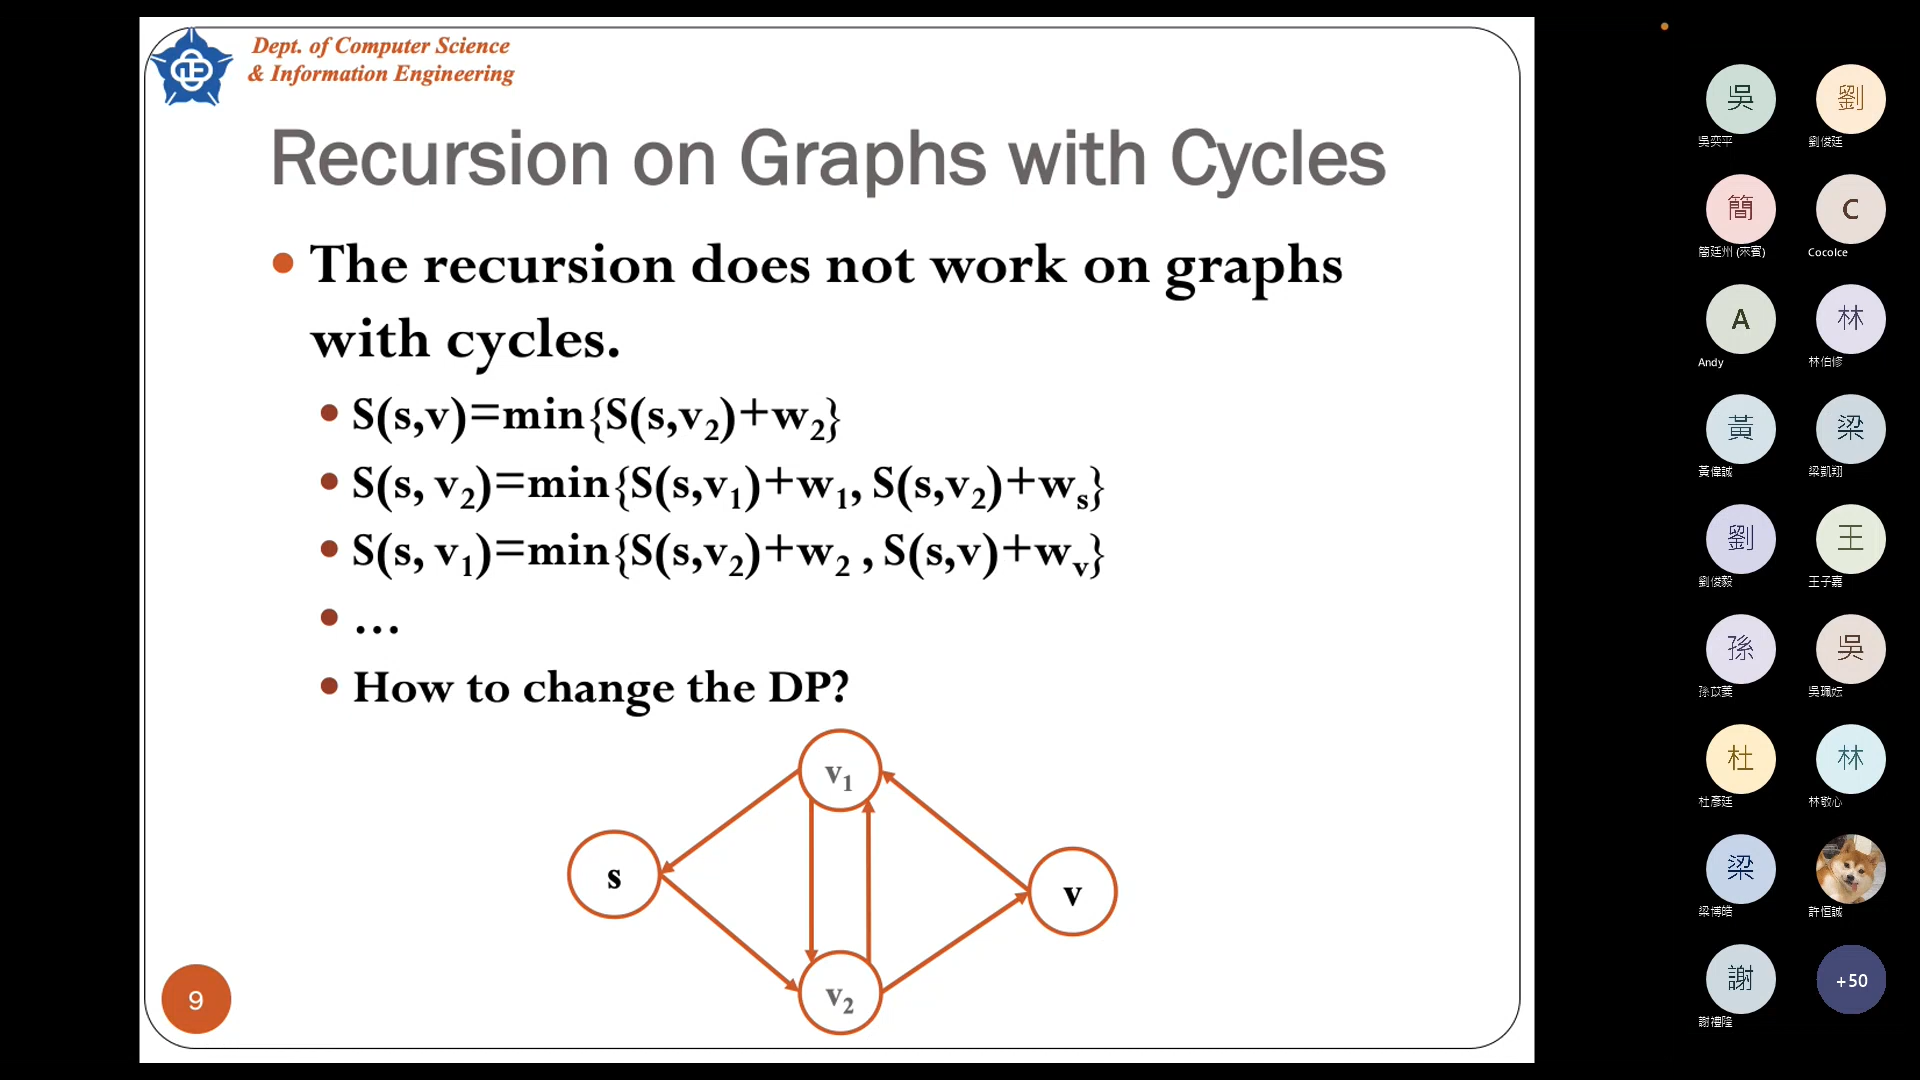 Dept. of Computer Science
& Information Engineering
Recursion on Graphs with Cycles
• The recursion does not work on graphs
with cycles.
• S(s,v)=min{S(s,v₂)+w₂}
• S(s, v₂)=min{S(s,v₁)+w₁, S(s,v₂)+wₛ}
• S(s, v₁)=min{S(s,v₂)+w₂ , S(s,v)+wᵥ}
• …
• How to change the DP?
v₁
s
v
v₂
9
吳
劉
吳奕平
劉俊廷
簡
C
簡廷州 (來賓)
CocoIce
A
林
Andy
林伯修
黃
梁
黃偉誠
梁凱翔
劉
王
劉俊毅
王子嘉
孫
吳
孫苡菱
吳珮妘
杜
林
杜彥廷
林敬心
梁
梁博皓
許恒誠
謝
+50
謝禮隆